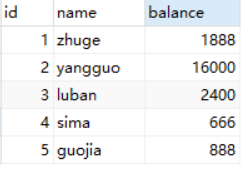 id name balance
1 zhuge 1888
2 yangguo 16000
3 luban 2400
4 sima 666
5 guojia 888